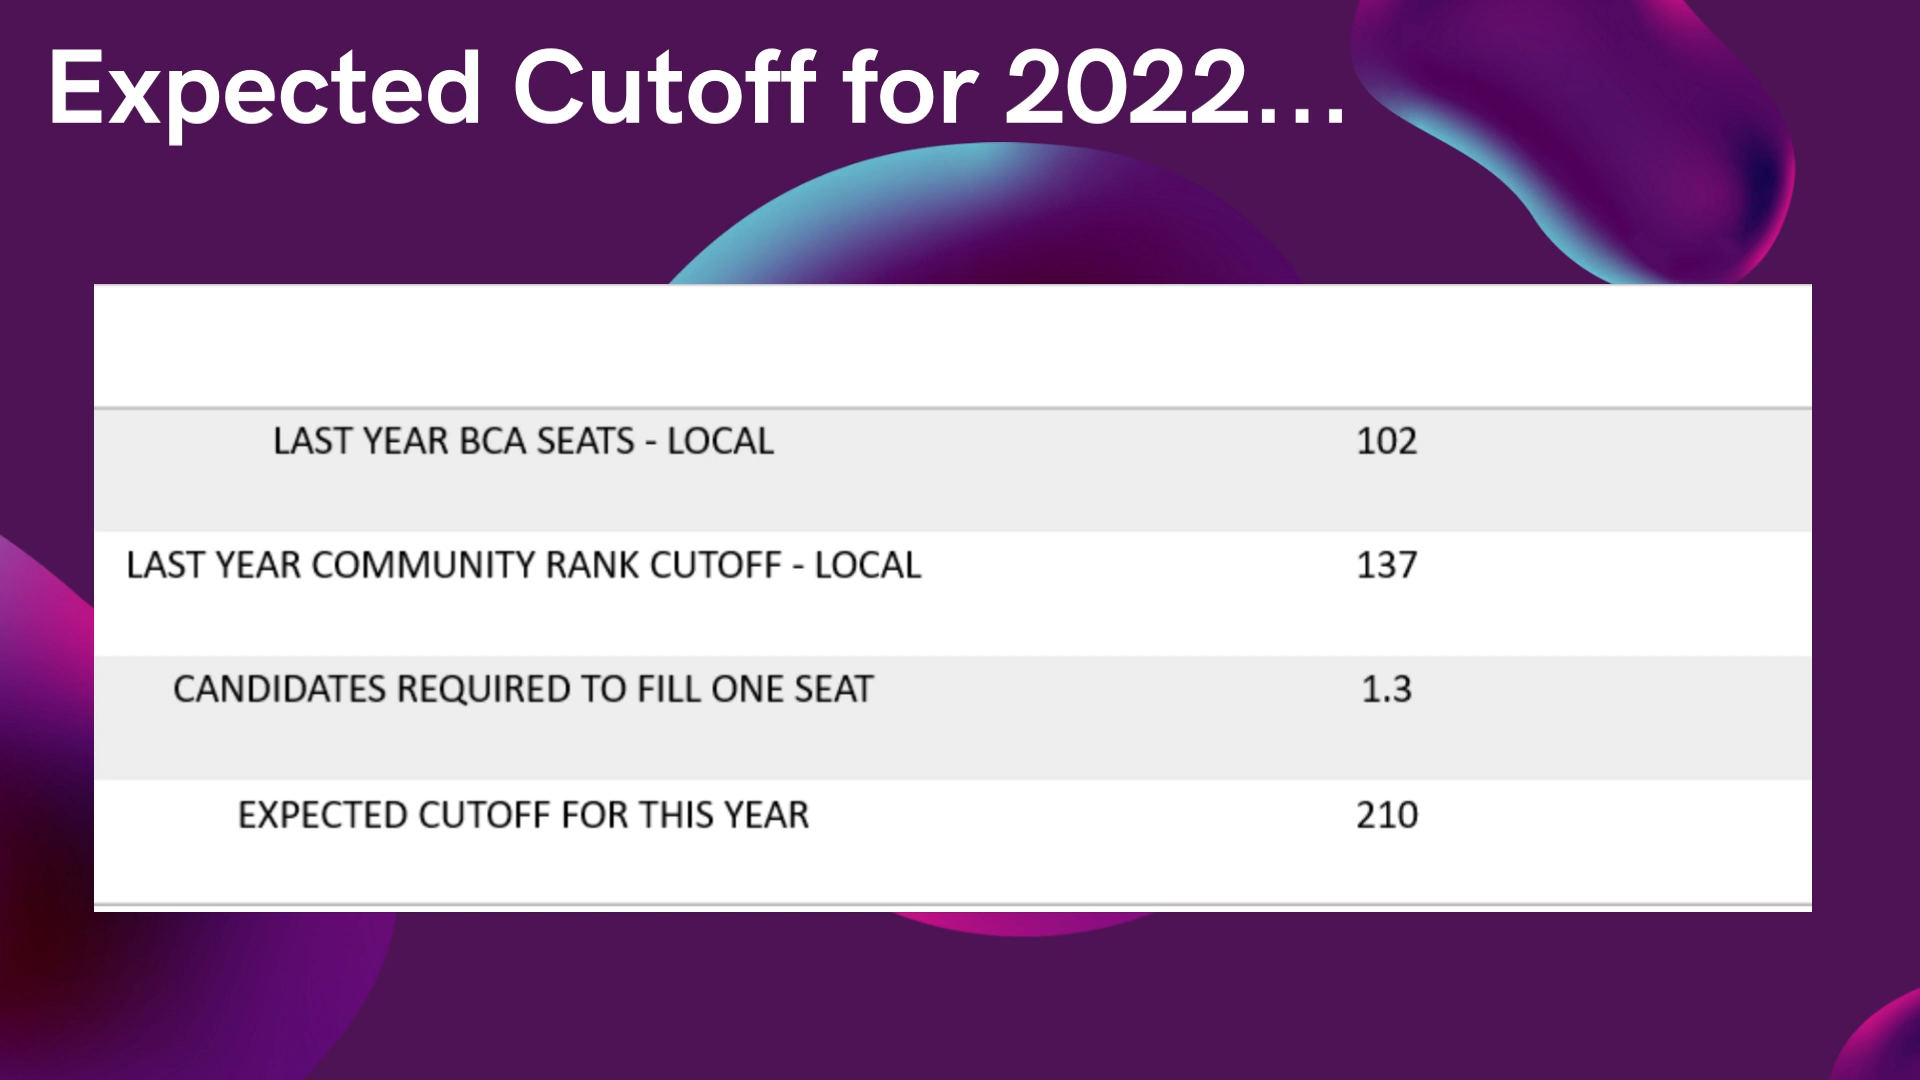 Expected Cutoff for 2022...
LAST YEAR BCA SEATS - LOCAL 102
LAST YEAR COMMUNITY RANK CUTOFF - LOCAL 137
CANDIDATES REQUIRED TO FILL ONE SEAT 1.3
EXPECTED CUTOFF FOR THIS YEAR 210